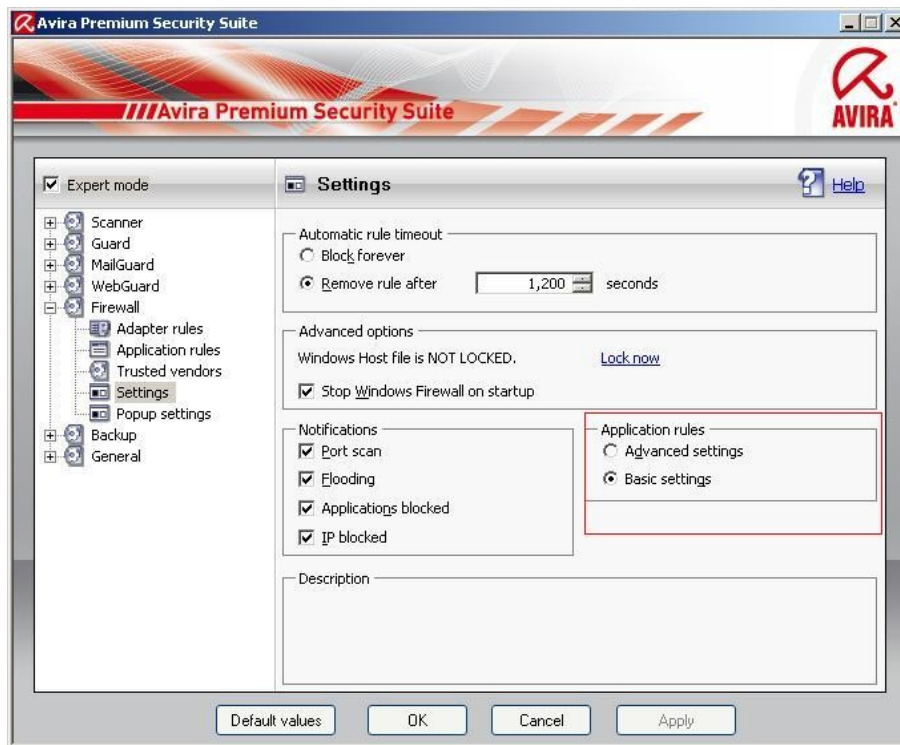 Avira Premium Security Suite
////Avira Premium Security Suite
AVIRA
Expert mode
Scanner
Guard
MailGuard
WebGuard
Firewall
Adapter rules
Application rules
Trusted vendors
Settings
Popup settings
Backup
General
Settings
Help
Automatic rule timeout
Block forever
Remove rule after 1,200 seconds
Advanced options
Windows Host file is NOT LOCKED. Lock now
Stop Windows Firewall on startup
Notifications
Port scan
Flooding
Applications blocked
IP blocked
Application rules
Advanced settings
Basic settings
Description
Default values OK Cancel Apply